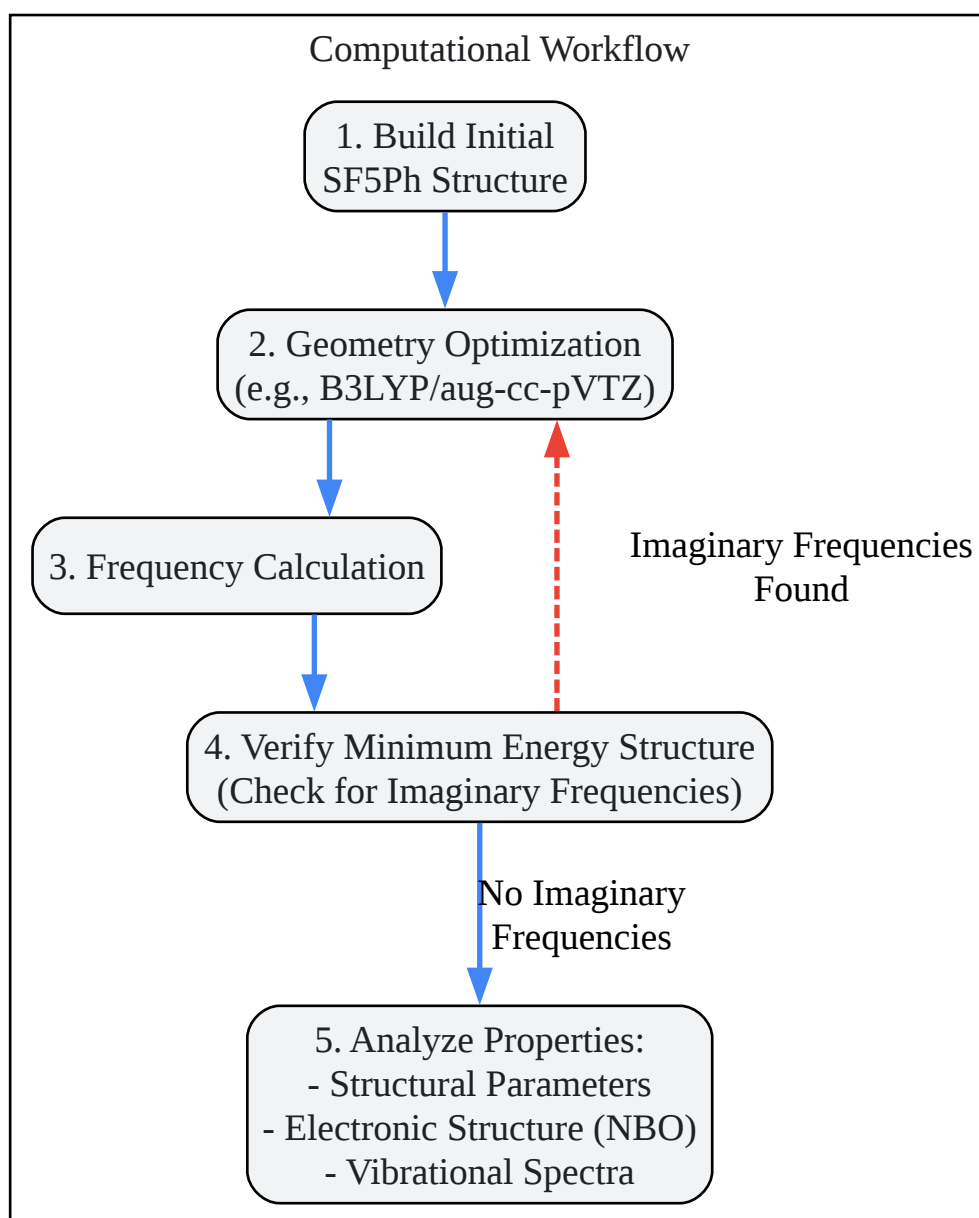 Computational Workflow
1. Build Initial
SF5Ph Structure
2. Geometry Optimization
(e.g., B3LYP/aug-cc-pVTZ)
3. Frequency Calculation
Imaginary Frequencies
Found
4. Verify Minimum Energy Structure
(Check for Imaginary Frequencies)
No Imaginary
Frequencies
5. Analyze Properties:
- Structural Parameters
- Electronic Structure (NBO)
- Vibrational Spectra